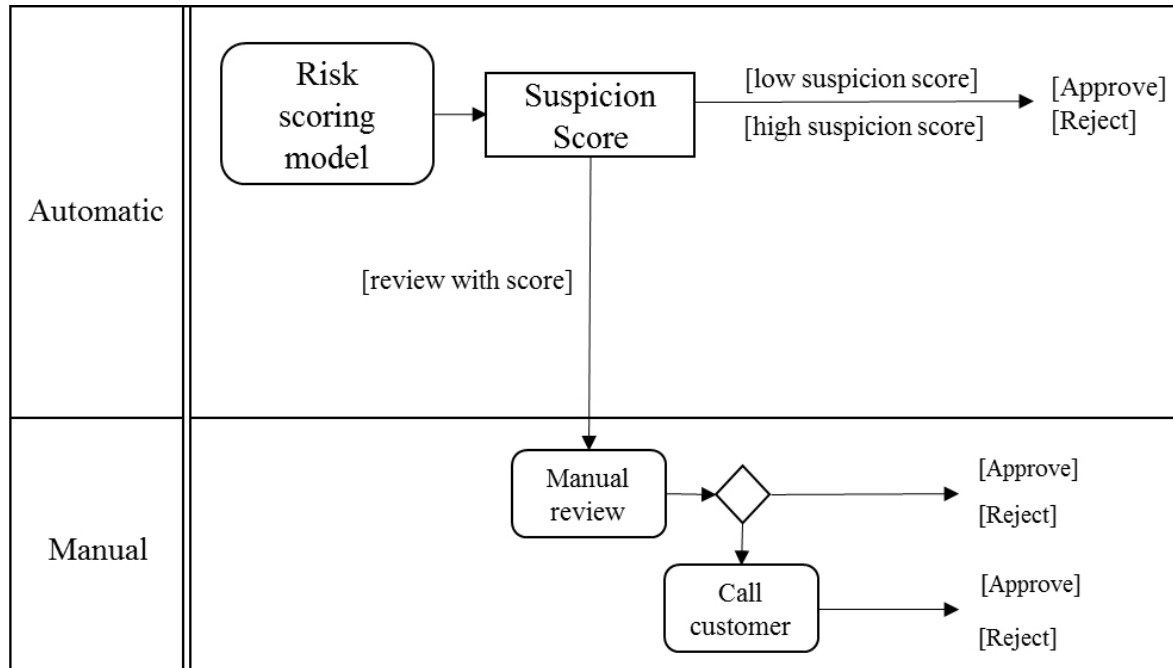 Automatic
Risk
scoring
model
Suspicion
Score
[low suspicion score]
[high suspicion score]
[Approve]
[Reject]
[review with score]
Manual
Manual
review
[Approve]
[Reject]
Call
customer
[Approve]
[Reject]